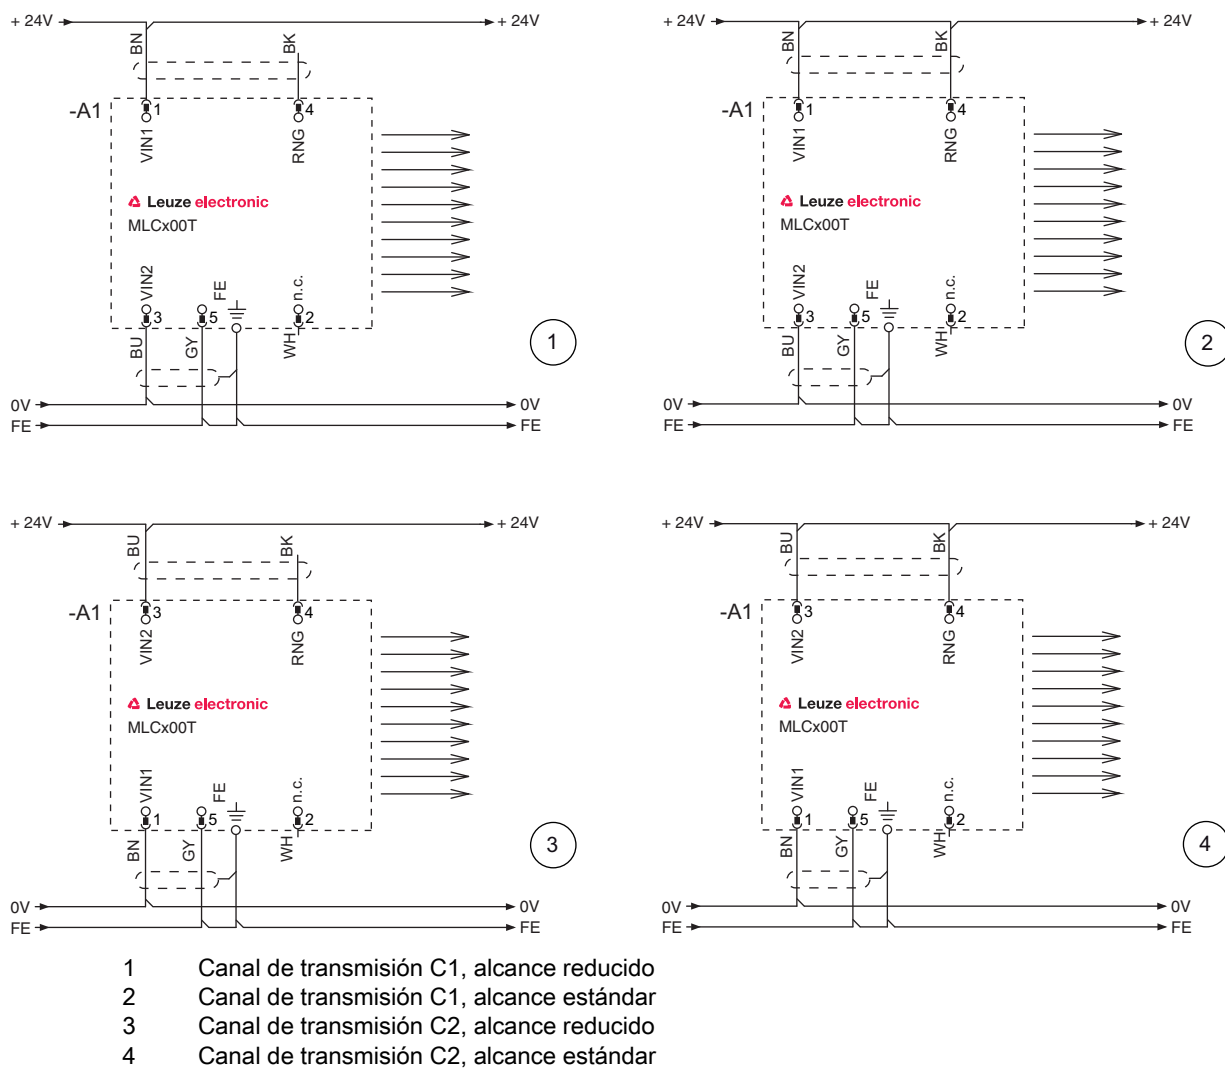 + 24V + 24V
BN BK
-A1 1 4
VIN1 RNG
Leuze electronic
MLCx00T
VIN2 FE n.c.
3 5 2
BU GY WH
1
0V 0V
FE FE
+ 24V + 24V
BN BK
-A1 1 4
VIN1 RNG
Leuze electronic
MLCx00T
VIN2 FE n.c.
3 5 2
BU GY WH
2
0V 0V
FE FE
+ 24V + 24V
BU BK
-A1 3 4
VIN2 RNG
Leuze electronic
MLCx00T
VIN1 FE n.c.
1 5 2
BN GY WH
3
0V 0V
FE FE
+ 24V + 24V
BU BK
-A1 3 4
VIN2 RNG
Leuze electronic
MLCx00T
VIN1 FE n.c.
1 5 2
BN GY WH
4
0V 0V
FE FE
1 Canal de transmisión C1, alcance reducido
2 Canal de transmisión C1, alcance estándar
3 Canal de transmisión C2, alcance reducido
4 Canal de transmisión C2, alcance estándar